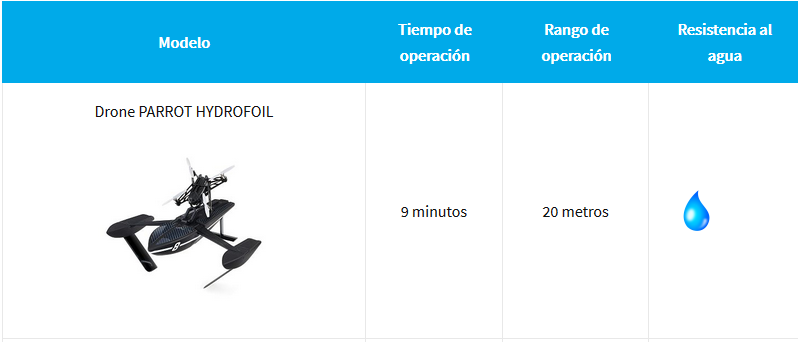 Modelo
Tiempo de
operación
Rango de
operación
Resistencia al
agua
Drone PARROT HYDROFOIL
9 minutos
20 metros